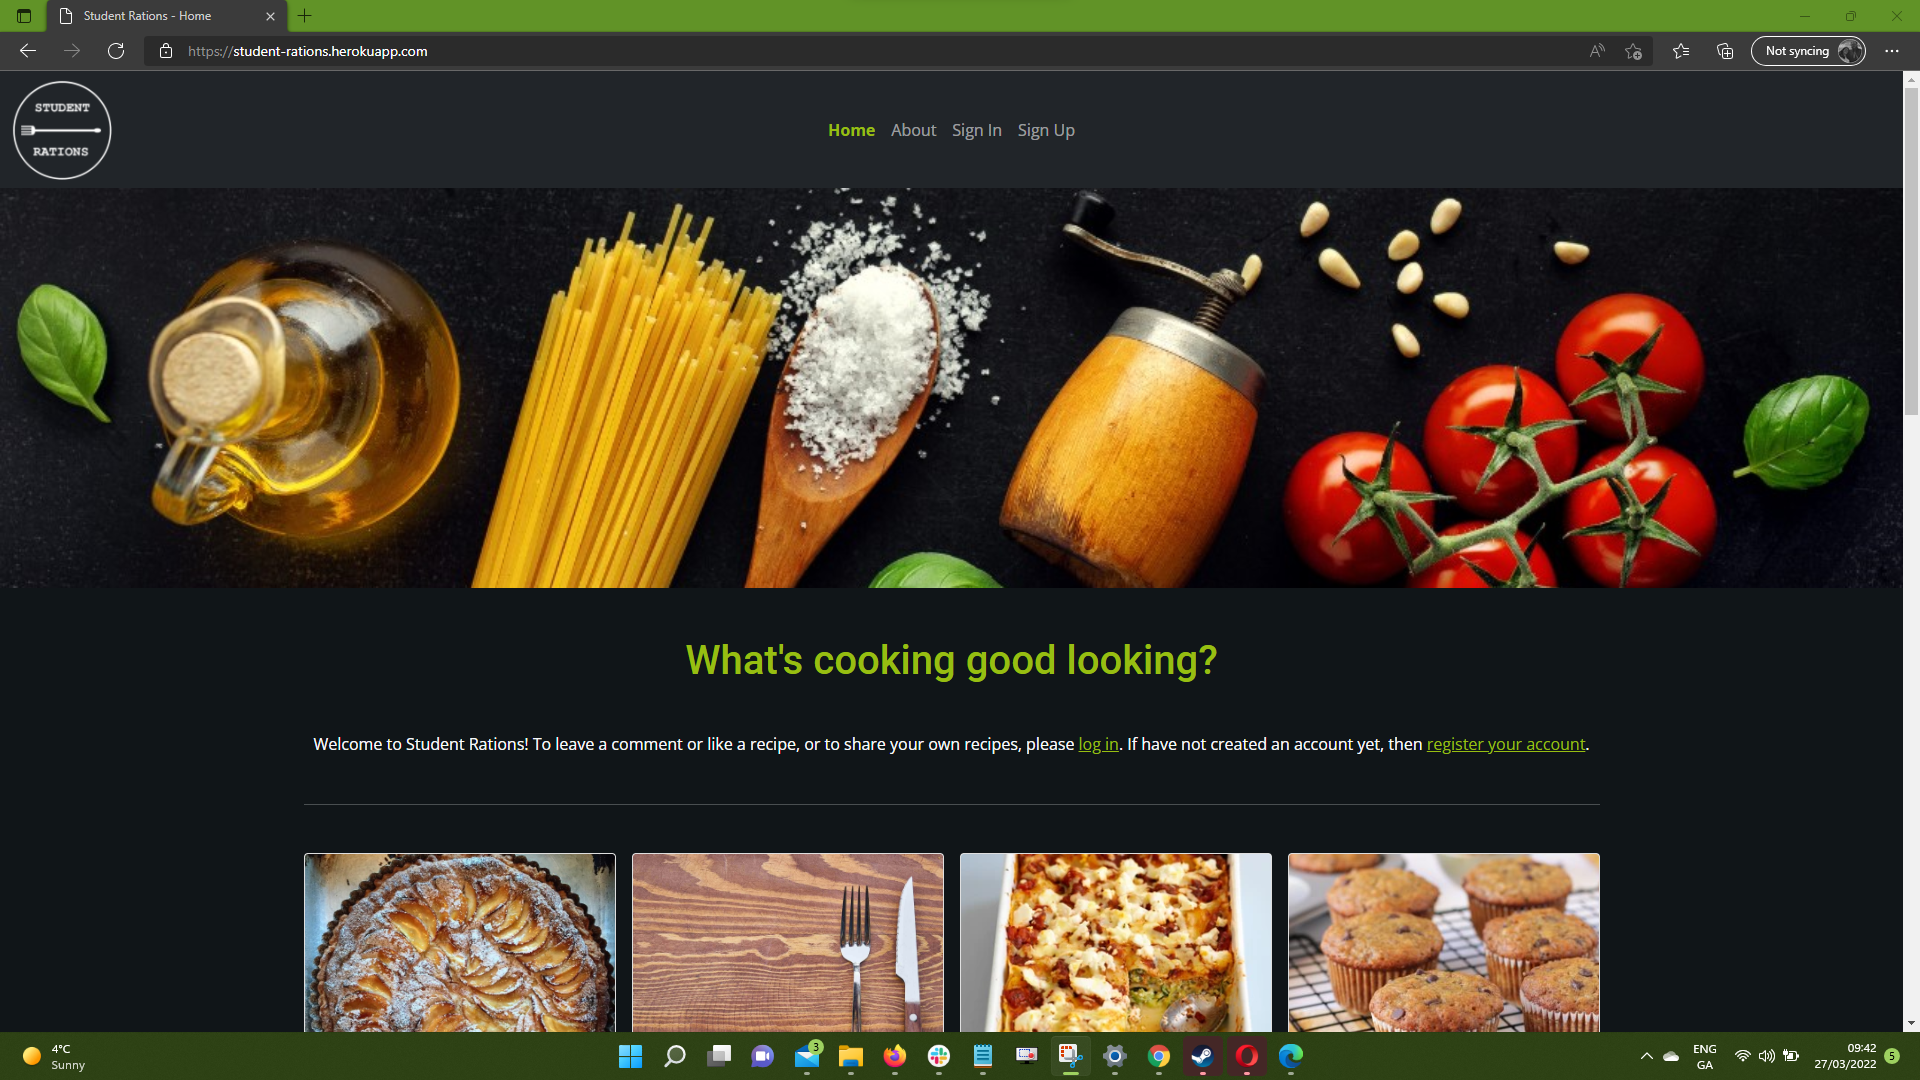 Student Rations - Home
https://student-rations.herokuapp.com
Not syncing
STUDENT
RATIONS
Home About Sign In Sign Up
What's cooking good looking?
Welcome to Student Rations! To leave a comment or like a recipe, or to share your own recipes, please log in. If have not created an account yet, then register your account.
4°C
Sunny
3
ENG
GA
09:42
27/03/2022
5